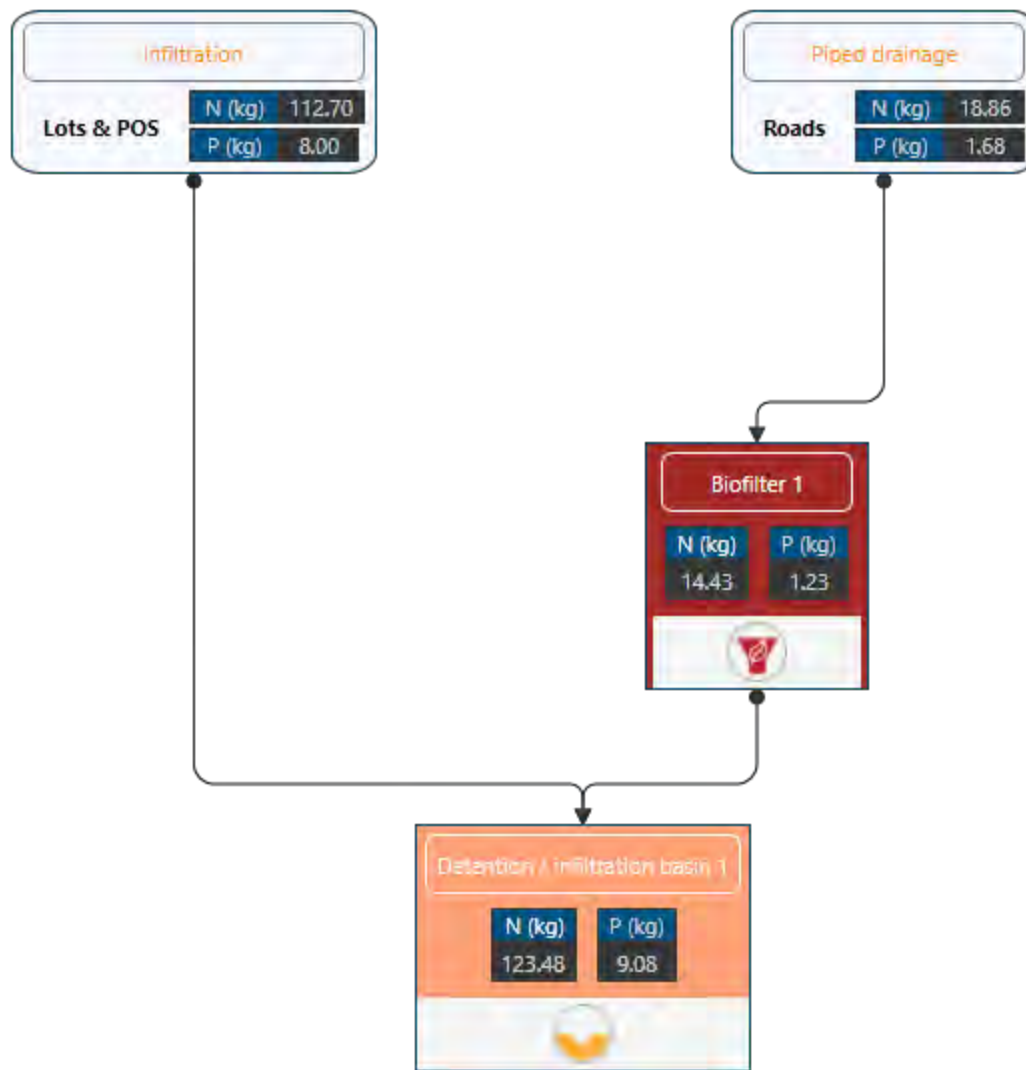 Infiltration
Lots & POS
N (kg) 112.70
P (kg) 8.00
Piped drainage
Roads
N (kg) 18.86
P (kg) 1.68
Biofilter 1
N (kg) P (kg)
14.43 1.23
Detention / infiltration basin 1
N (kg) P (kg)
123.48 9.08